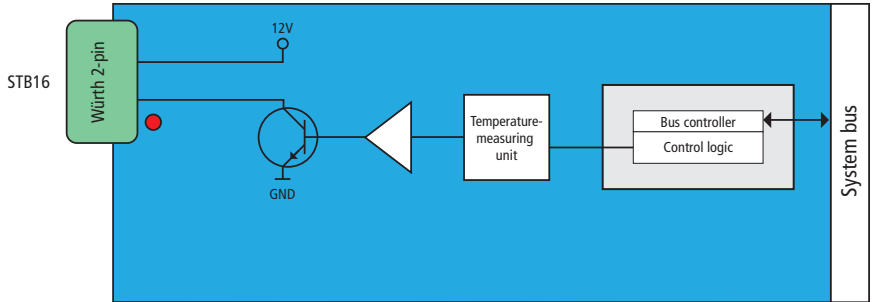 STB16
Würth 2-pin
12V
GND
Temperature-
measuring
unit
Bus controller
Control logic
System bus